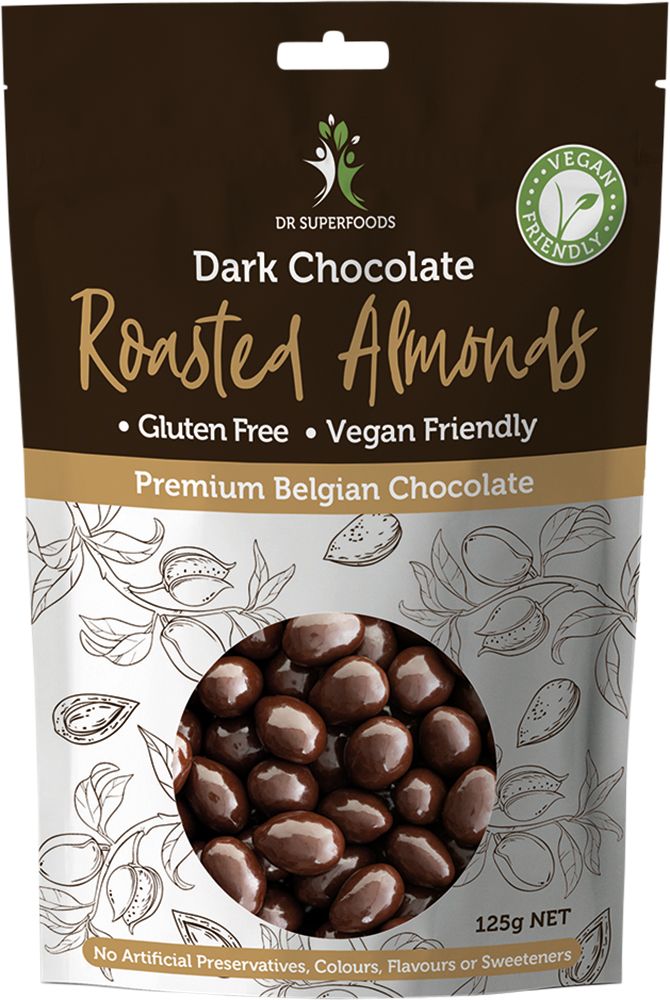 DR SUPERFOODS
VEGAN
FRIENDLY
Dark Chocolate
Roasted Almonds
• Gluten Free • Vegan Friendly
Premium Belgian Chocolate
125g NET
No Artificial Preservatives, Colours, Flavours or Sweeteners